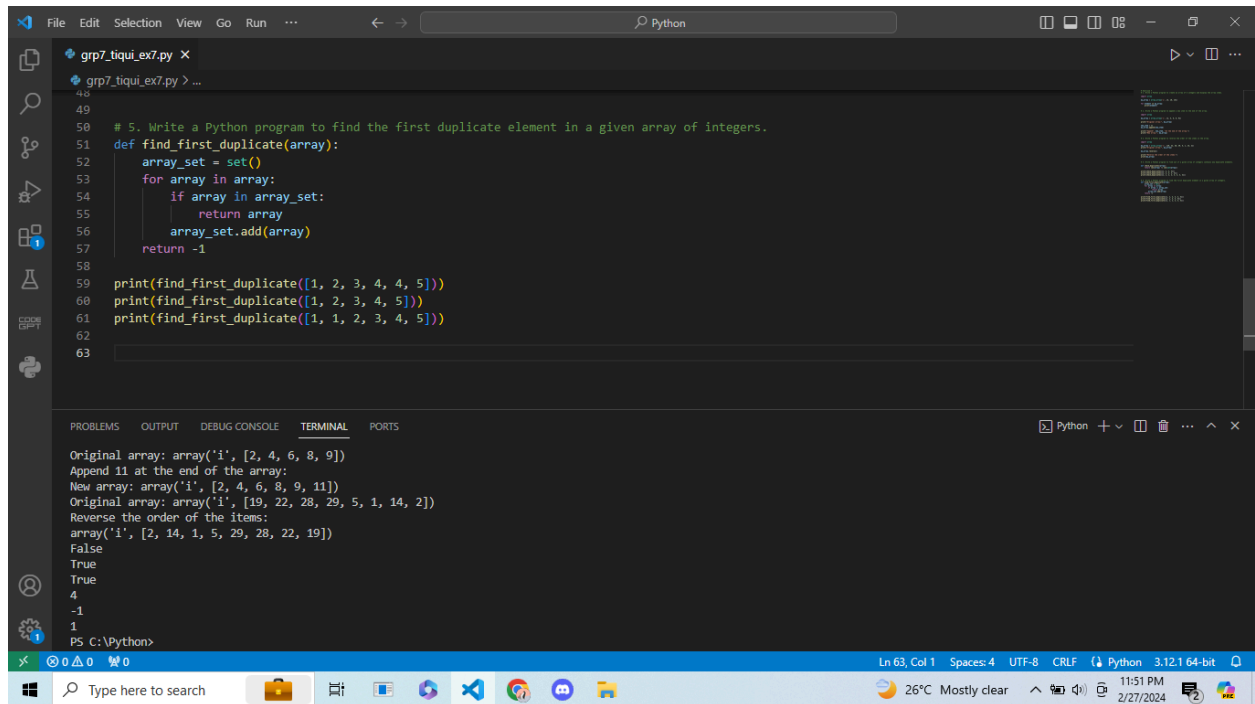 File Edit Selection View Go Run ··· Python
grp7_tiqui_ex7.py
grp7_tiqui_ex7.py > ...
48
49
50 # 5. Write a Python program to find the first duplicate element in a given array of integers.
51 def find_first_duplicate(array):
52 array_set = set()
53 for array in array:
54 if array in array_set:
55 return array
56 array_set.add(array)
57 return -1
58
59 print(find_first_duplicate([1, 2, 3, 4, 4, 5]))
60 print(find_first_duplicate([1, 2, 3, 4, 5]))
61 print(find_first_duplicate([1, 1, 2, 3, 4, 5]))
62
63
1
CODE
GPT
PROBLEMS OUTPUT DEBUG CONSOLE TERMINAL PORTS Python
Original array: array('i', [2, 4, 6, 8, 9])
Append 11 at the end of the array:
New array: array('i', [2, 4, 6, 8, 9, 11])
Original array: array('i', [19, 22, 28, 29, 5, 1, 14, 2])
Reverse the order of the items:
array('i', [2, 14, 1, 5, 29, 28, 22, 19])
False
True
True
4
-1
1
PS C:\Python>
1
0 0 0 Ln 63, Col 1 Spaces: 4 UTF-8 CRLF Python 3.12.1 64-bit
Type here to search 26°C Mostly clear 11:51 PM
2/27/2024 2 PRE